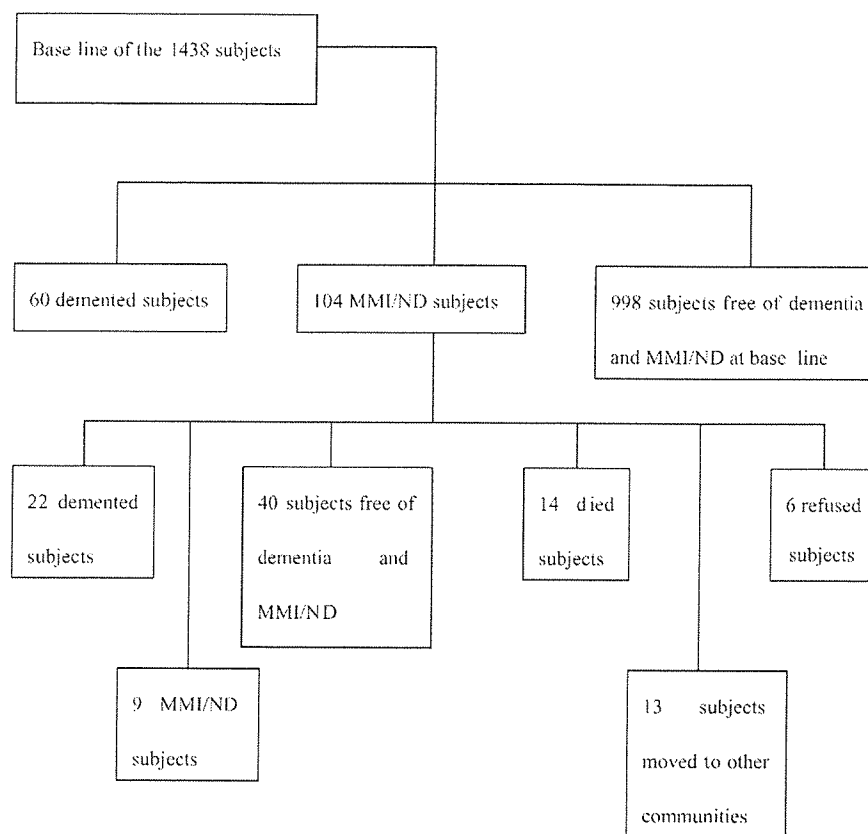 Base line of the 1438 subjects
60 demented subjects
104 MMI/ND subjects
998 subjects free of dementia
and MMI/ND at base line
22 demented
subjects
40 subjects free of
dementia and
MMI/ND
14 died
subjects
6 refused
subjects
9 MMI/ND
subjects
13 subjects
moved to other
communities